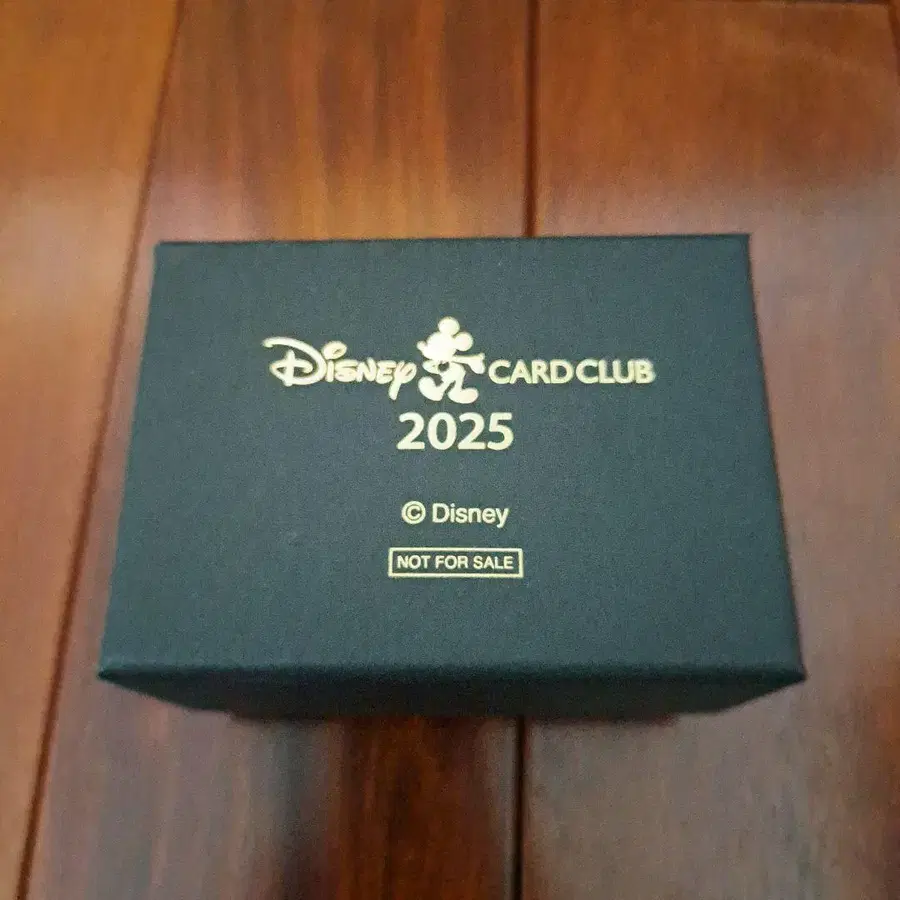 Disney CARD CLUB
2025
© Disney
NOT FOR SALE